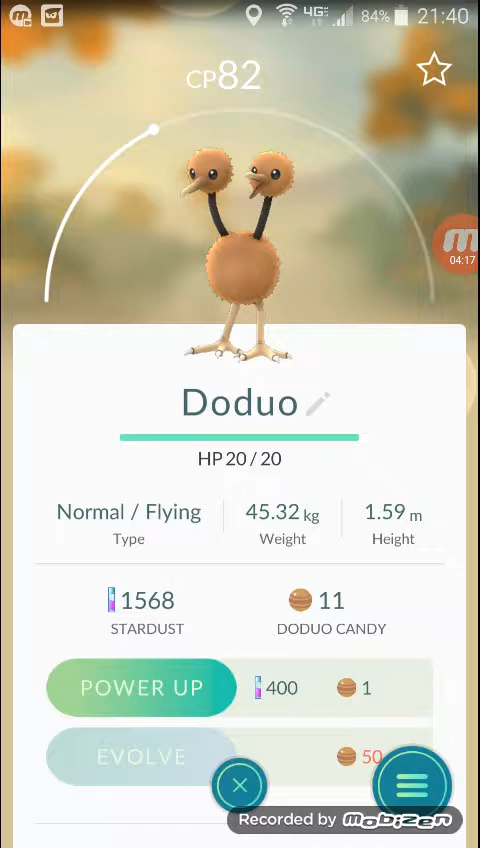 4G 84% 21:40
CP82
04:17
Doduo
HP 20 / 20
Normal / Flying 45.32 kg 1.59 m
Type Weight Height
1568 11
STARDUST DODUO CANDY
POWER UP 400 1
EVOLVE 50
Recorded by Mobizen